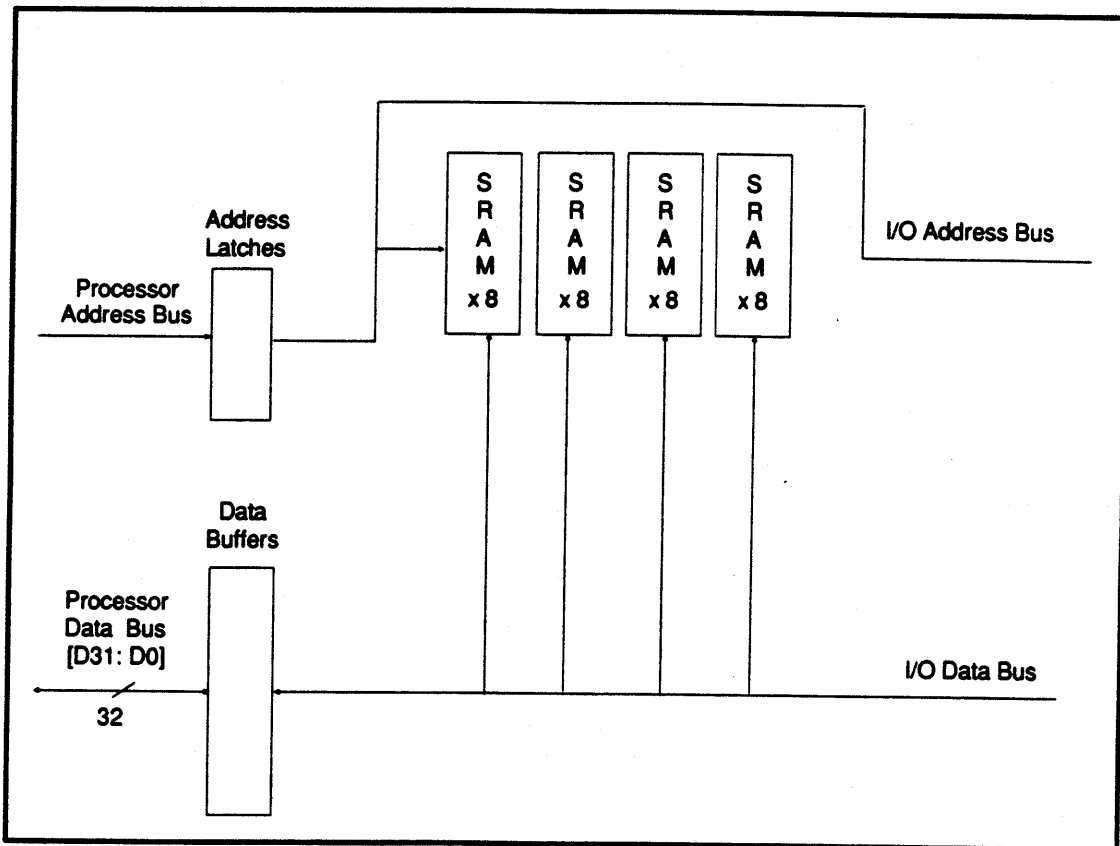 Address
Latches
Processor
Address Bus
S
R
A
M
x 8
S
R
A
M
x 8
S
R
A
M
x 8
S
R
A
M
x 8
I/O Address Bus
Data
Buffers
Processor
Data Bus
[D31: D0]
32
I/O Data Bus